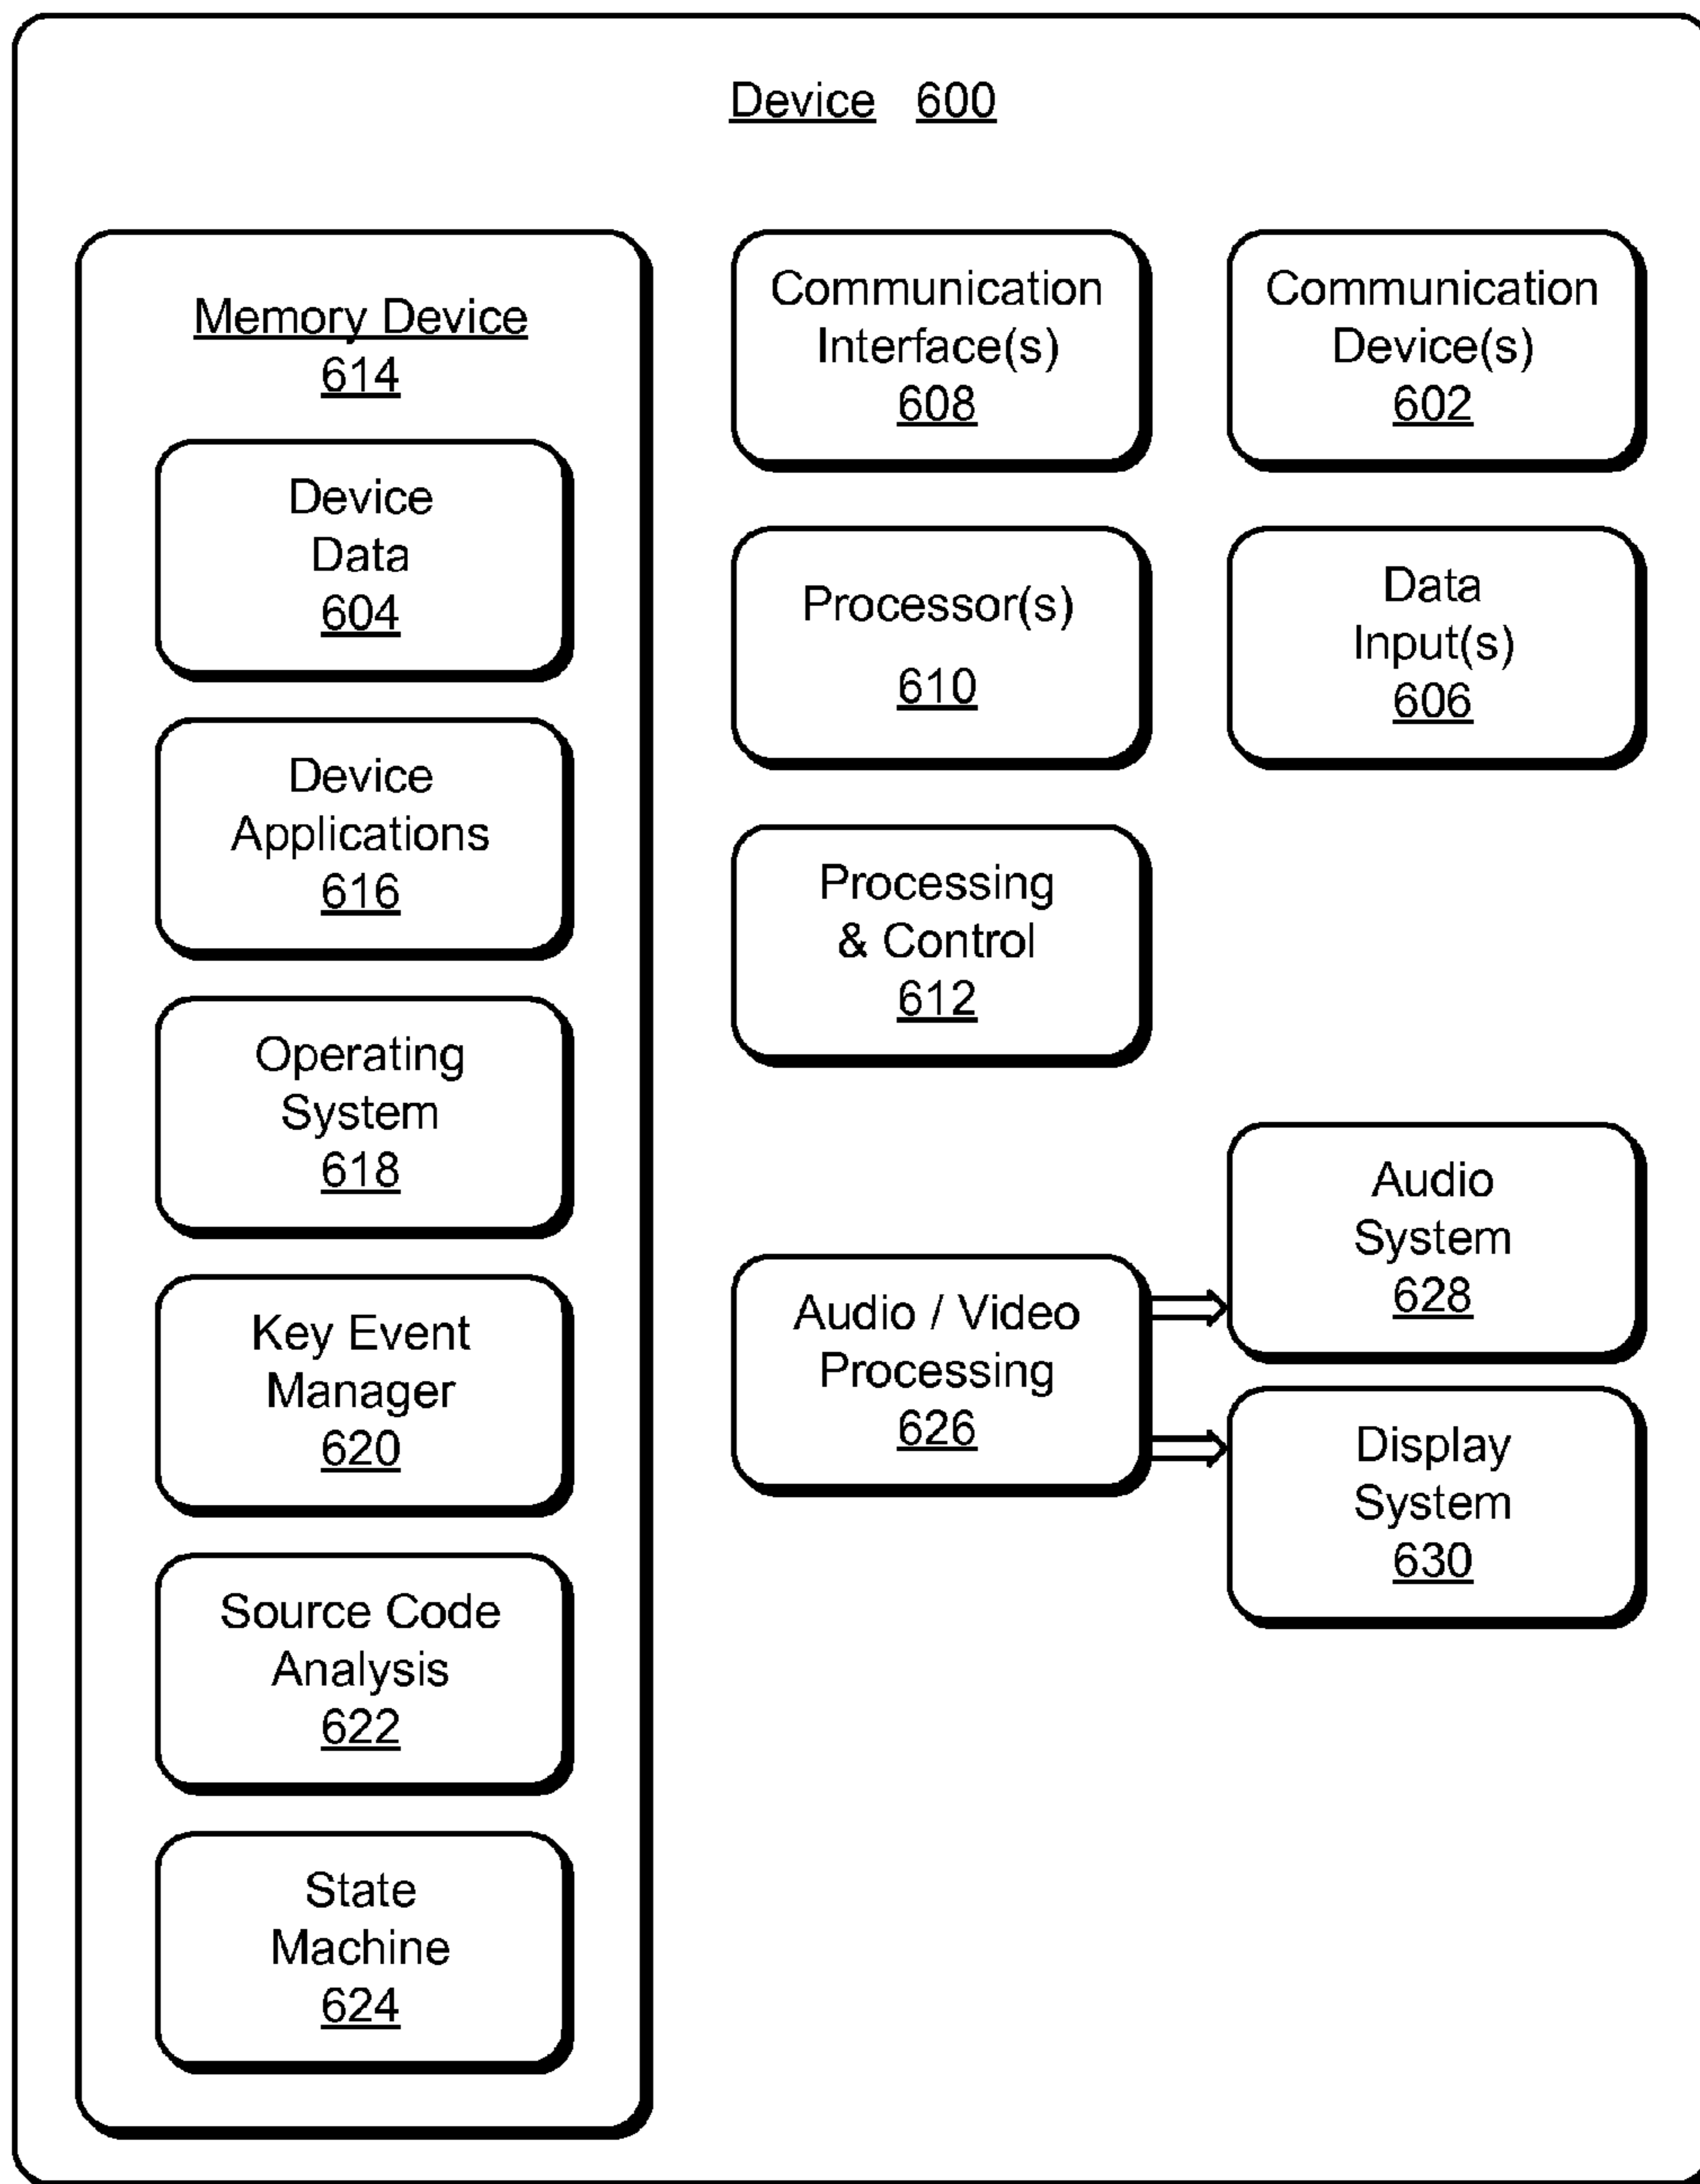 Device 600
Memory Device
614
Device
Data
604
Device
Applications
616
Operating
System
618
Key Event
Manager
620
Source Code
Analysis
622
State
Machine
624
Communication
Interface(s)
608
Communication
Device(s)
602
Processor(s)
610
Data
Input(s)
606
Processing
& Control
612
Audio / Video
Processing
626
Audio
System
628
Display
System
630